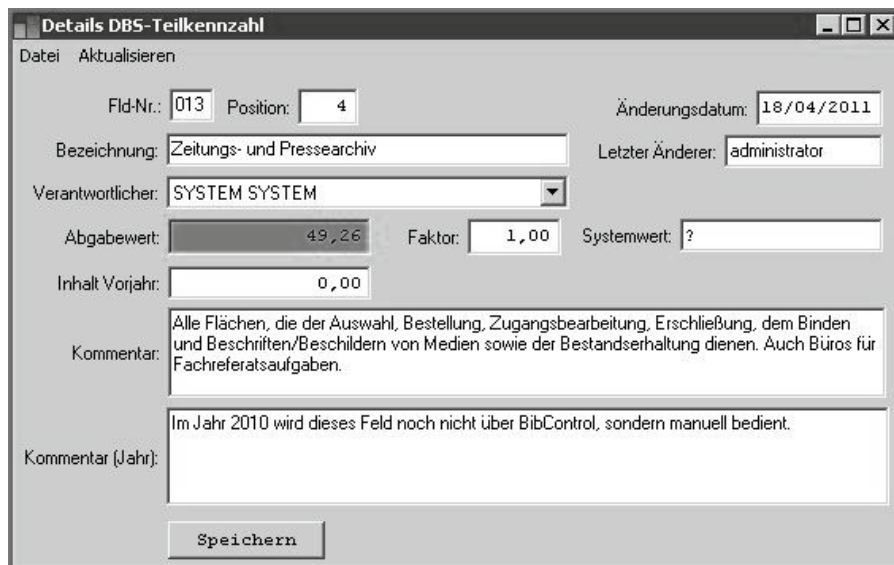 Details DBS-Teilkennzahl
Datei Aktualisieren
Fld-Nr.: 013 Position: 4 Änderungsdatum: 18/04/2011
Bezeichnung: Zeitungs- und Pressearchiv Letzter Änderer: administrator
Verantwortlicher: SYSTEM SYSTEM
Abgabewert: 49,26 Faktor: 1,00 Systemwert: ?
Inhalt Vorjahr: 0,00
Kommentar: Alle Flächen, die der Auswahl, Bestellung, Zugangsbearbeitung, Erschließung, dem Binden
und Beschriften/Beschildern von Medien sowie der Bestandserhaltung dienen. Auch Büros für
Fachreferatsaufgaben.
Kommentar (Jahr): Im Jahr 2010 wird dieses Feld noch nicht über BibControl, sondern manuell bedient.
Speichern